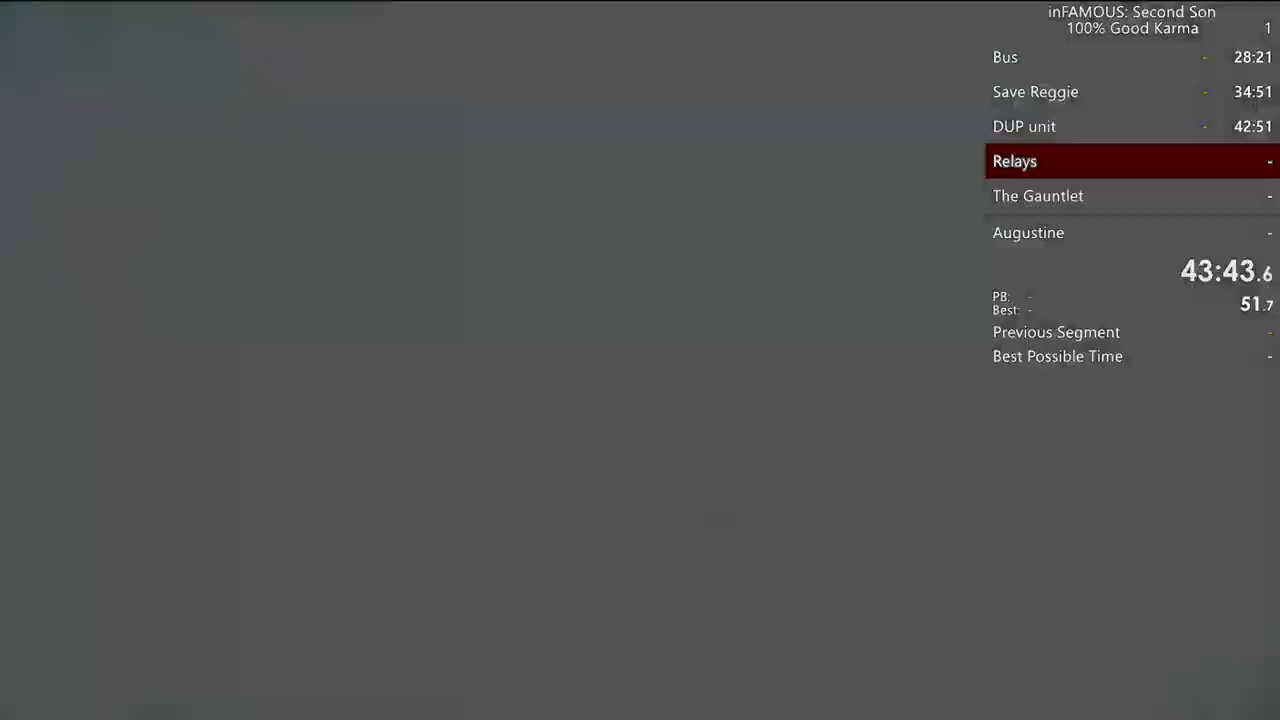 inFAMOUS: Second Son
100% Good Karma 1
Bus - 28:21
Save Reggie - 34:51
DUP unit - 42:51
Relays -
The Gauntlet -
Augustine -
43:43.6
PB: - 51.7
Best: -
Previous Segment -
Best Possible Time -